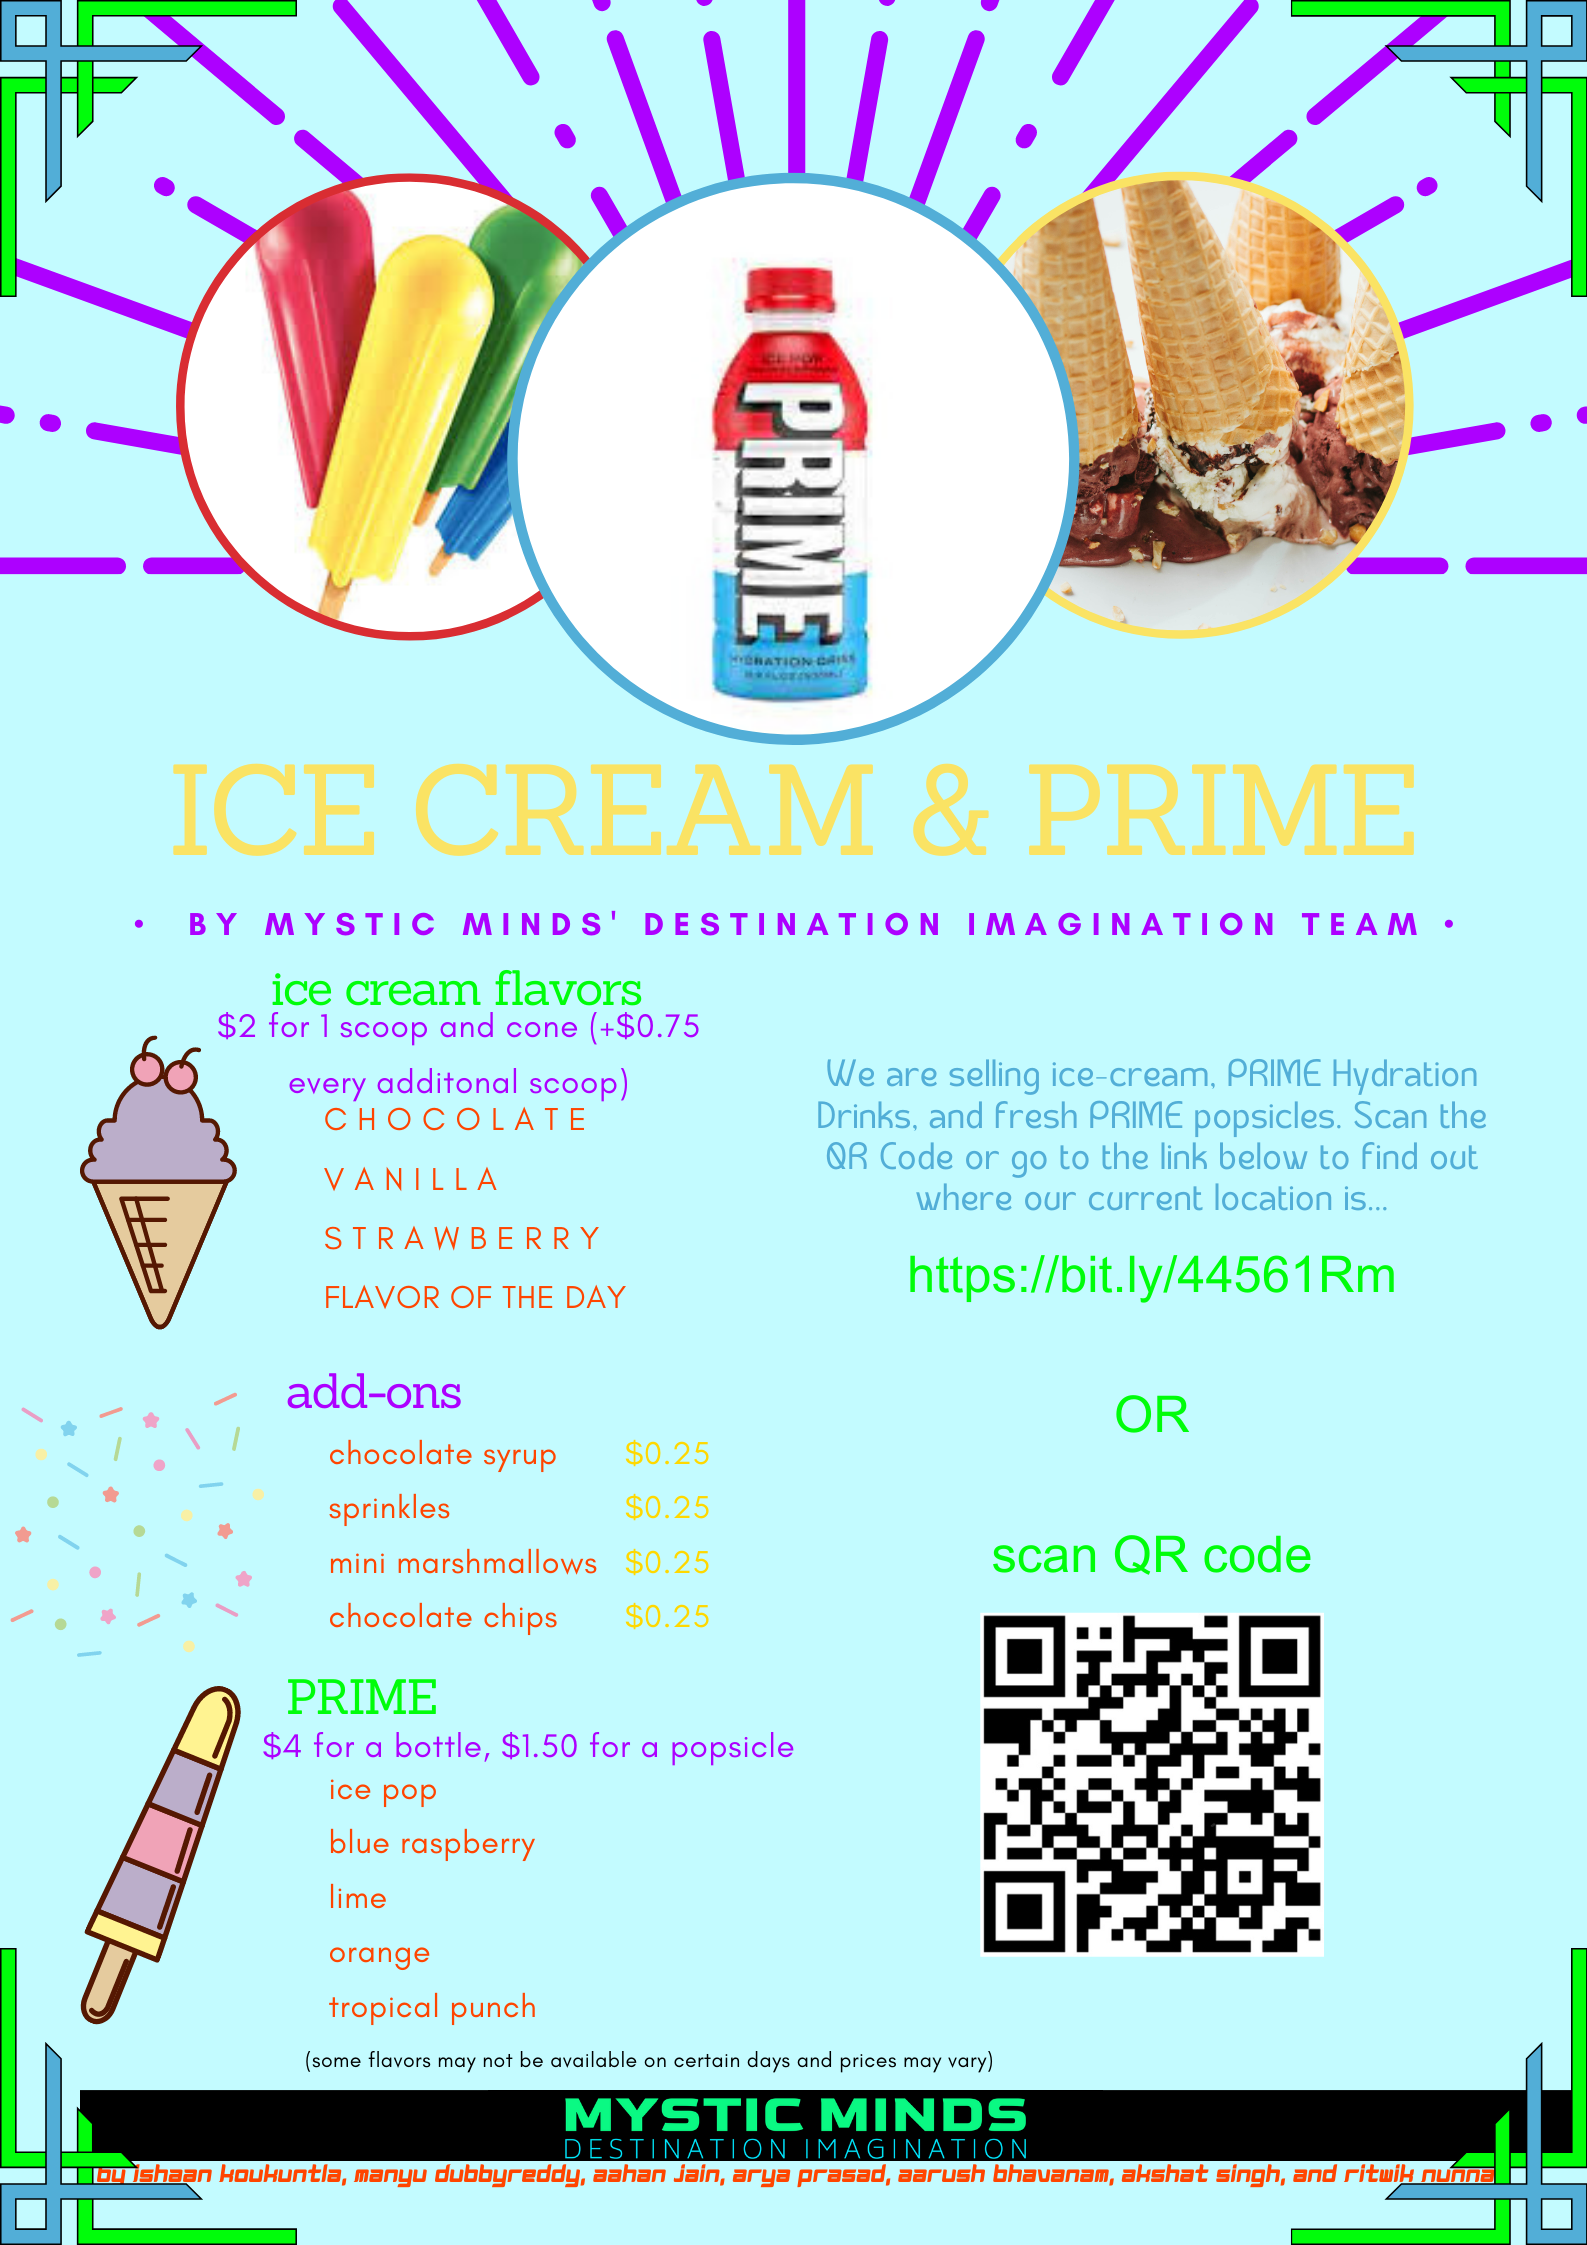 ICE POP
PRIME
HYDRATION DRINK
ICE CREAM & PRIME
• BY MYSTIC MINDS' DESTINATION IMAGINATION TEAM •
ice cream flavors
$2 for 1 scoop and cone (+$0.75
every additonal scoop)
CHOCOLATE
VANILLA
STRAWBERRY
FLAVOR OF THE DAY
add-ons
chocolate syrup $0.25
sprinkles $0.25
mini marshmallows $0.25
chocolate chips $0.25
PRIME
$4 for a bottle, $1.50 for a popsicle
ice pop
blue raspberry
lime
orange
tropical punch
We are selling ice-cream, PRIME Hydration
Drinks, and fresh PRIME popsicles. Scan the
QR Code or go to the link below to find out
where our current location is...
https://bit.ly/44561Rm
OR
scan QR code
(some flavors may not be available on certain days and prices may vary)
MYSTIC MINDS
DESTINATION IMAGINATION
by ishaan koukuntla, manyu dubbyreddy, aahan jain, arya prasad, aarush bhavanam, akshat singh, and ritwik nunna